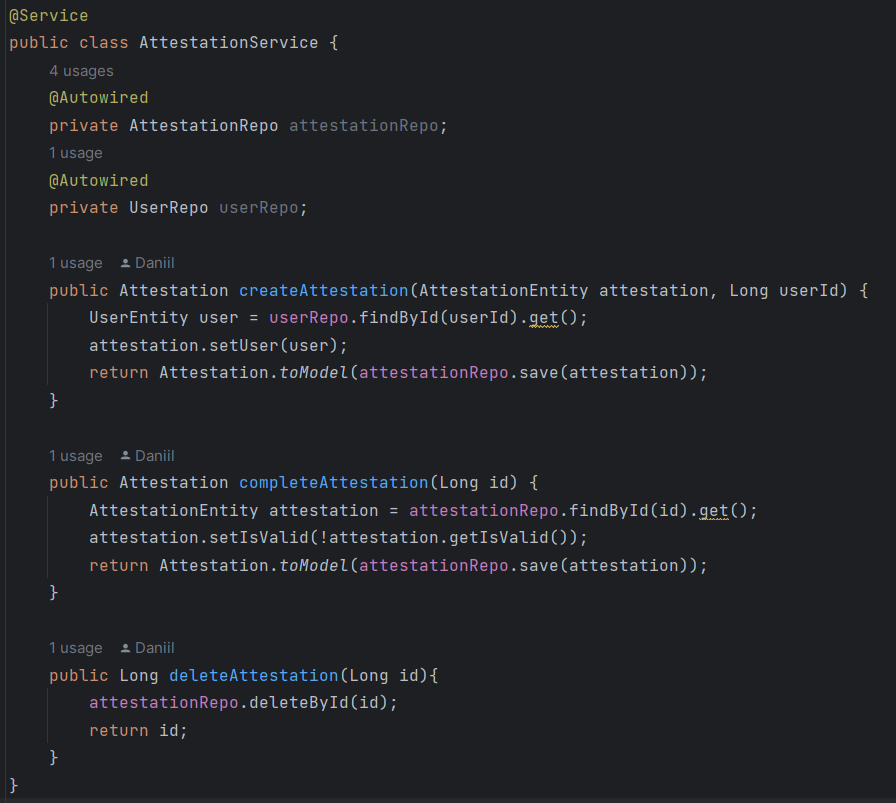 @Service
public class AttestationService {
4 usages
@Autowired
private AttestationRepo attestationRepo;
1 usage
@Autowired
private UserRepo userRepo;
1 usage Daniil
public Attestation createAttestation(AttestationEntity attestation, Long userId) {
UserEntity user = userRepo.findById(userId).get();
attestation.setUser(user);
return Attestation.toModel(attestationRepo.save(attestation));
}
1 usage Daniil
public Attestation completeAttestation(Long id) {
AttestationEntity attestation = attestationRepo.findById(id).get();
attestation.setIsValid(!attestation.getIsValid());
return Attestation.toModel(attestationRepo.save(attestation));
}
1 usage Daniil
public Long deleteAttestation(Long id){
attestationRepo.deleteById(id);
return id;
}
}